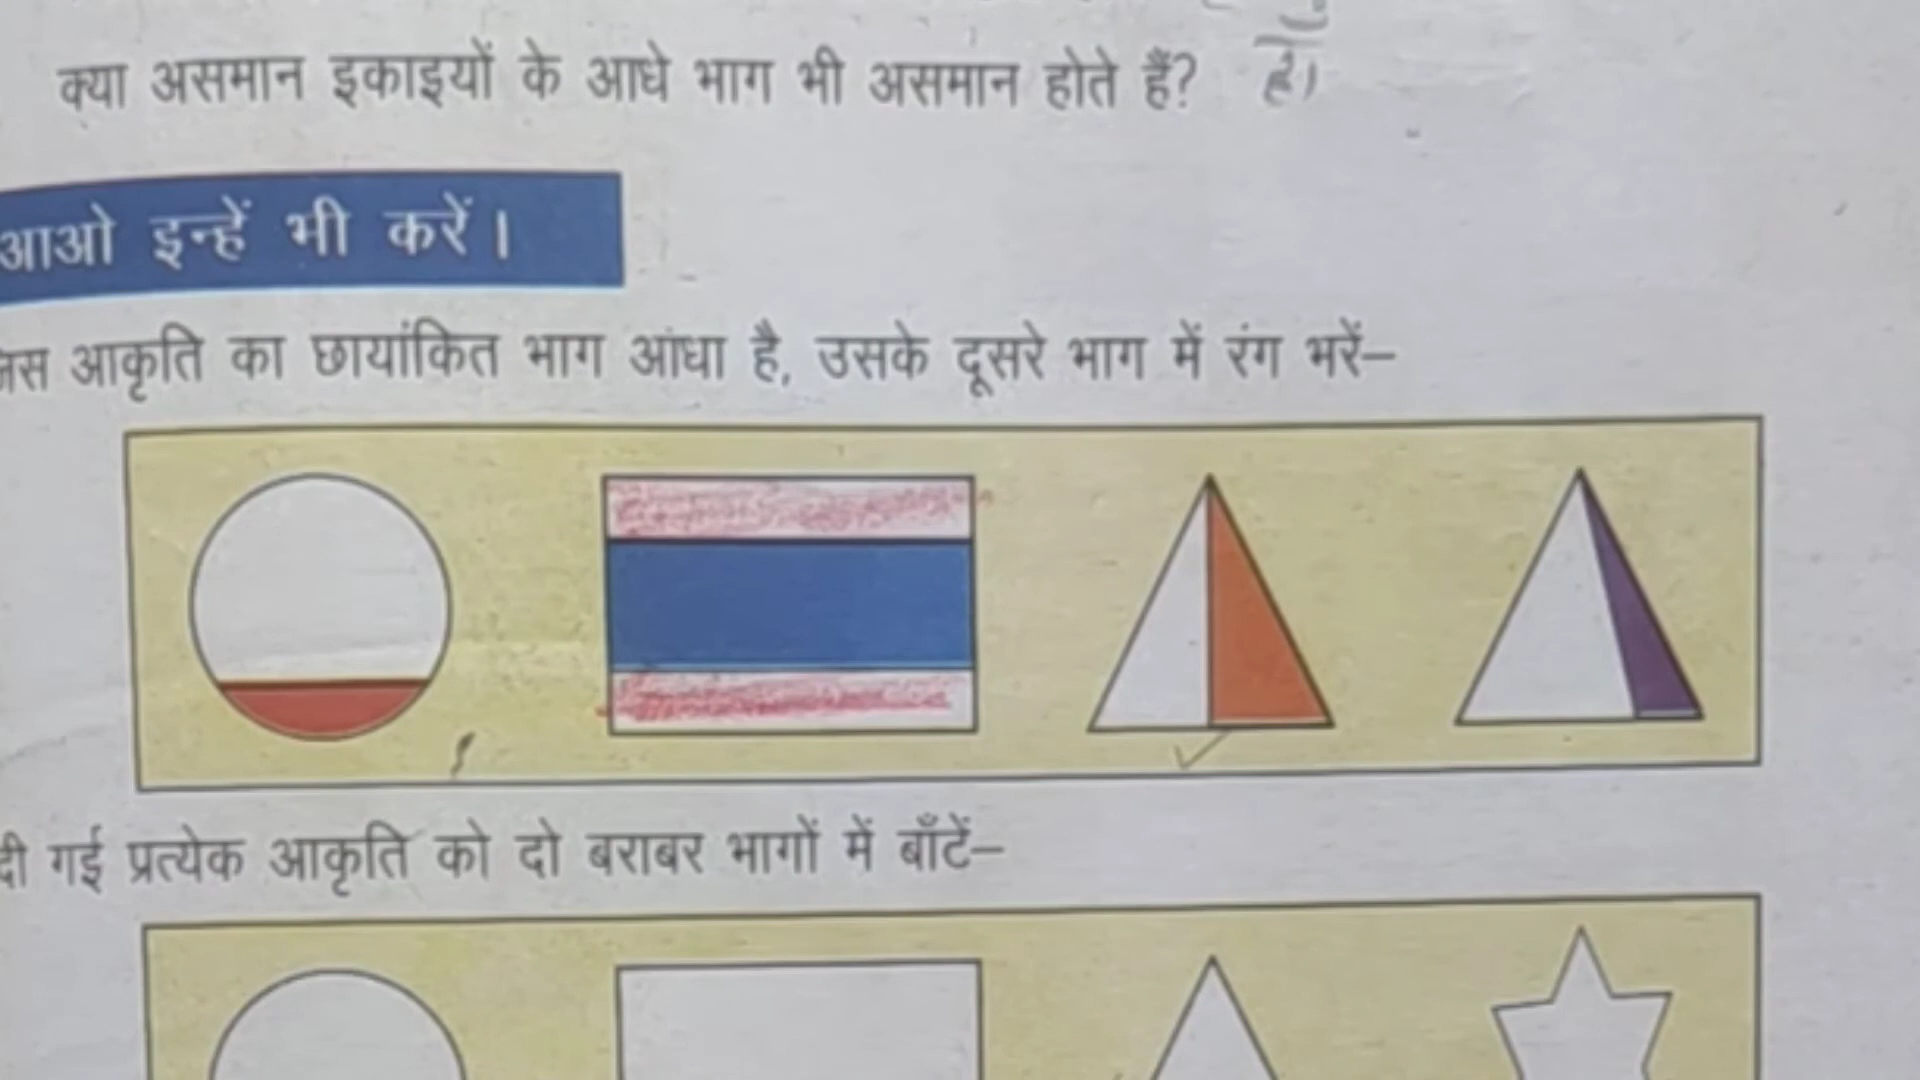 क्या असमान इकाइयों के आधे भाग भी असमान होते हैं?
आओ इन्हें भी करें।
आकृति का छायांकित भाग आधा है, उसके दूसरे भाग में रंग भरें–
दी गई प्रत्येक आकृति को दो बराबर भागों में बाँटें–